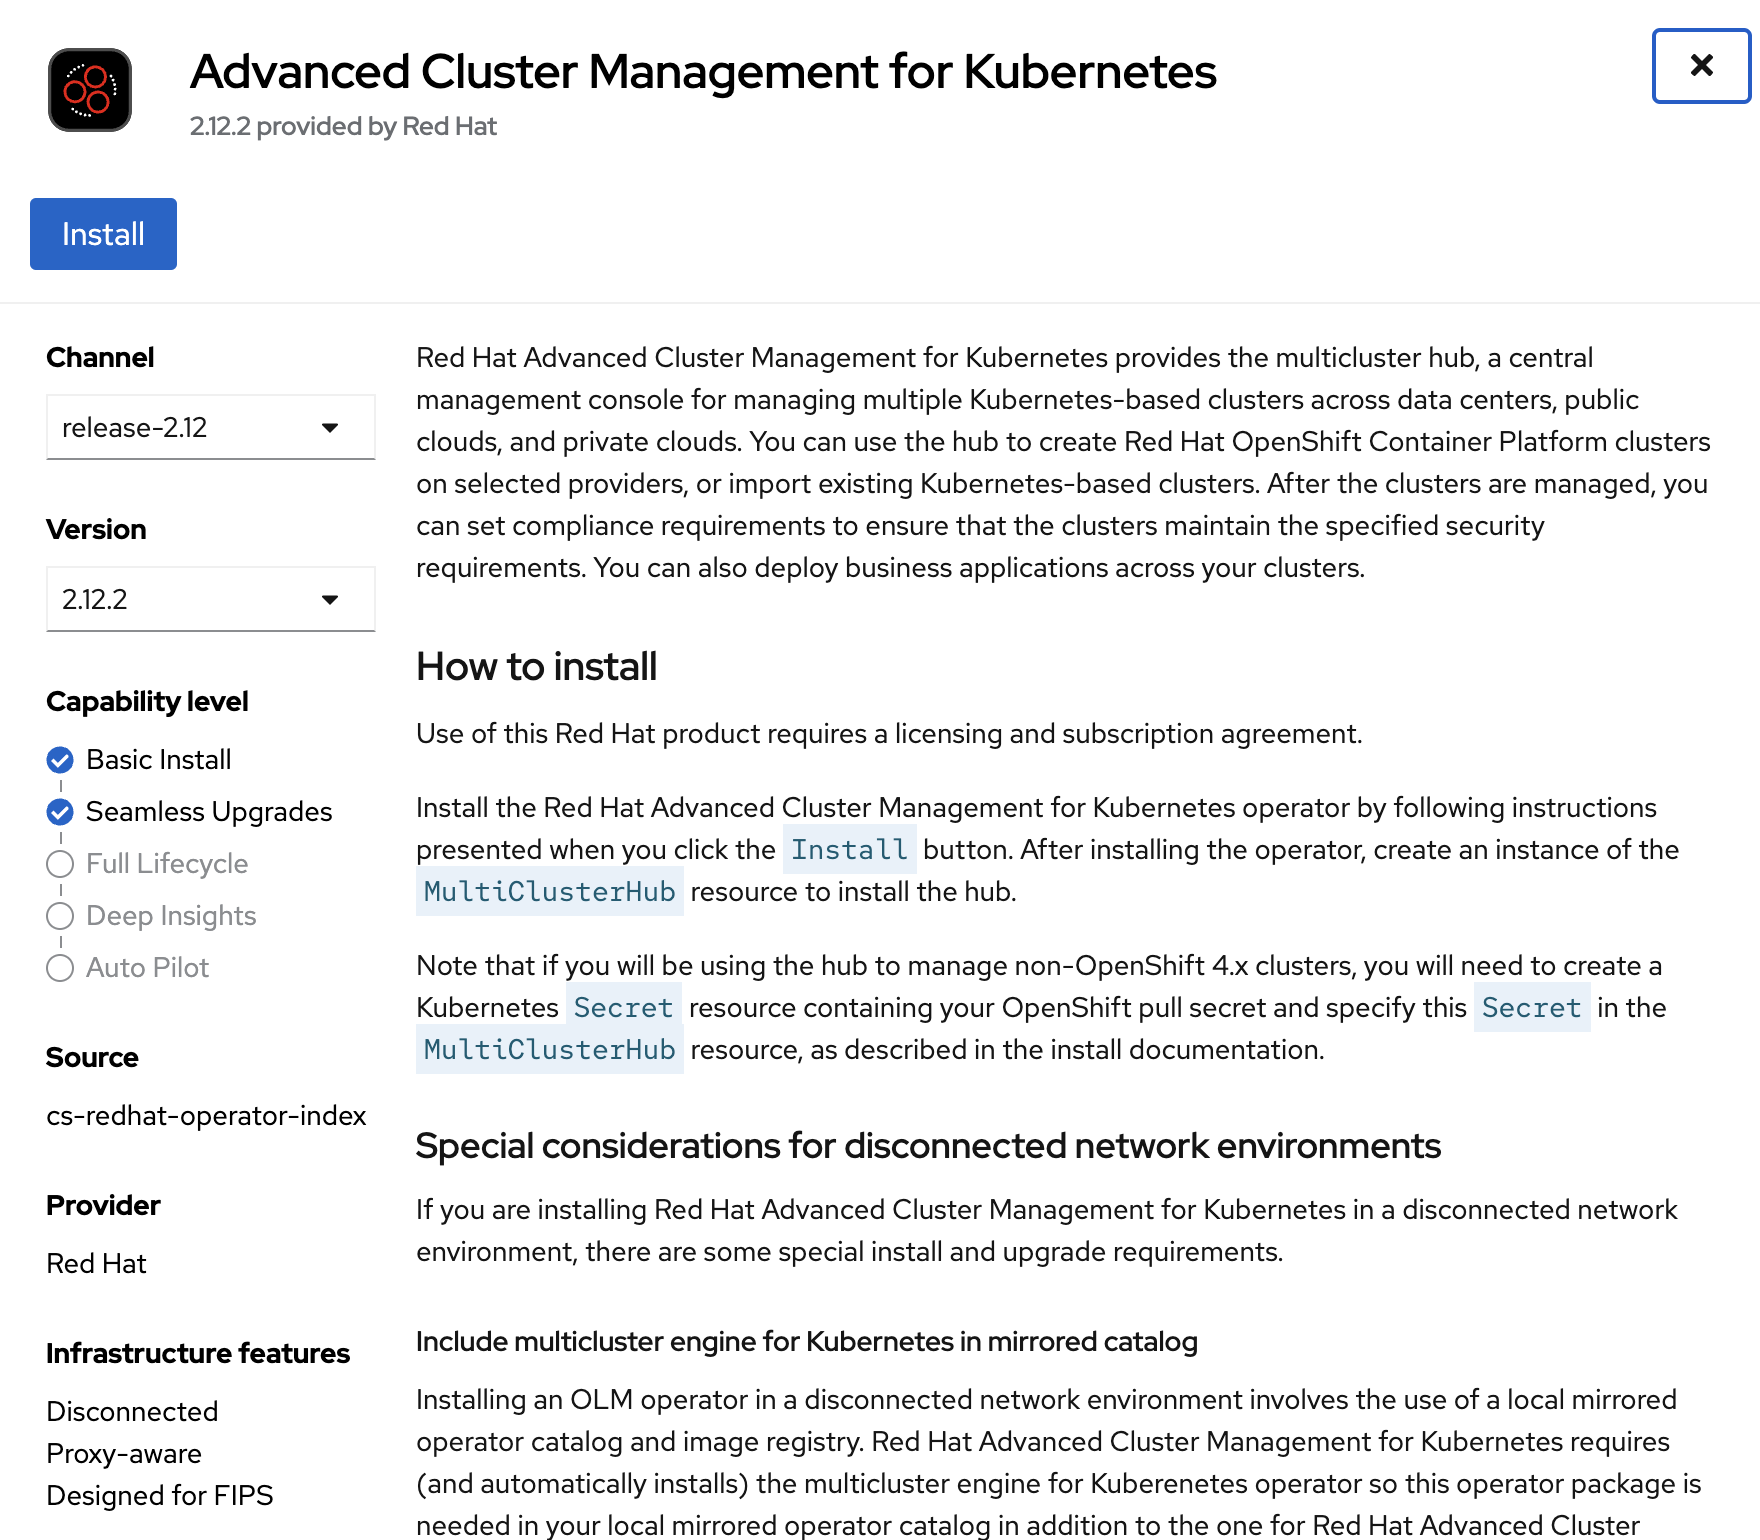 Advanced Cluster Management for Kubernetes
2.12.2 provided by Red Hat
Install
Channel
release-2.12
Version
2.12.2
Capability level
Basic Install
Seamless Upgrades
Full Lifecycle
Deep Insights
Auto Pilot
Source
cs-redhat-operator-index
Provider
Red Hat
Infrastructure features
Disconnected
Proxy-aware
Designed for FIPS
Red Hat Advanced Cluster Management for Kubernetes provides the multicluster hub, a central
management console for managing multiple Kubernetes-based clusters across data centers, public
clouds, and private clouds. You can use the hub to create Red Hat OpenShift Container Platform clusters
on selected providers, or import existing Kubernetes-based clusters. After the clusters are managed, you
can set compliance requirements to ensure that the clusters maintain the specified security
requirements. You can also deploy business applications across your clusters.
How to install
Use of this Red Hat product requires a licensing and subscription agreement.
Install the Red Hat Advanced Cluster Management for Kubernetes operator by following instructions
presented when you click the Install button. After installing the operator, create an instance of the
MultiClusterHub resource to install the hub.
Note that if you will be using the hub to manage non-OpenShift 4.x clusters, you will need to create a
Kubernetes Secret resource containing your OpenShift pull secret and specify this Secret in the
MultiClusterHub resource, as described in the install documentation.
Special considerations for disconnected network environments
If you are installing Red Hat Advanced Cluster Management for Kubernetes in a disconnected network
environment, there are some special install and upgrade requirements.
Include multicluster engine for Kubernetes in mirrored catalog
Installing an OLM operator in a disconnected network environment involves the use of a local mirrored
operator catalog and image registry. Red Hat Advanced Cluster Management for Kubernetes requires
(and automatically installs) the multicluster engine for Kuberenetes operator so this operator package is
needed in your local mirrored operator catalog in addition to the one for Red Hat Advanced Cluster